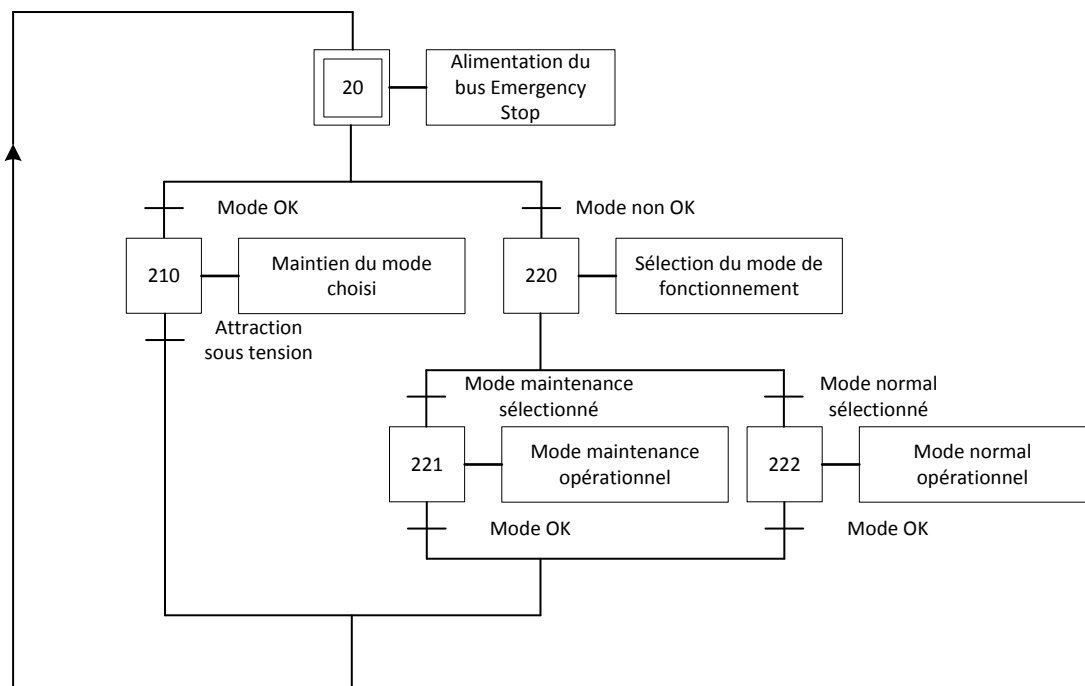 20
Alimentation du
bus Emergency
Stop
Mode OK
Mode non OK
210
Maintien du mode
choisi
220
Sélection du mode de
fonctionnement
Attraction
sous tension
Mode maintenance
sélectionné
Mode normal
sélectionné
221
Mode maintenance
opérationnel
222
Mode normal
opérationnel
Mode OK
Mode OK